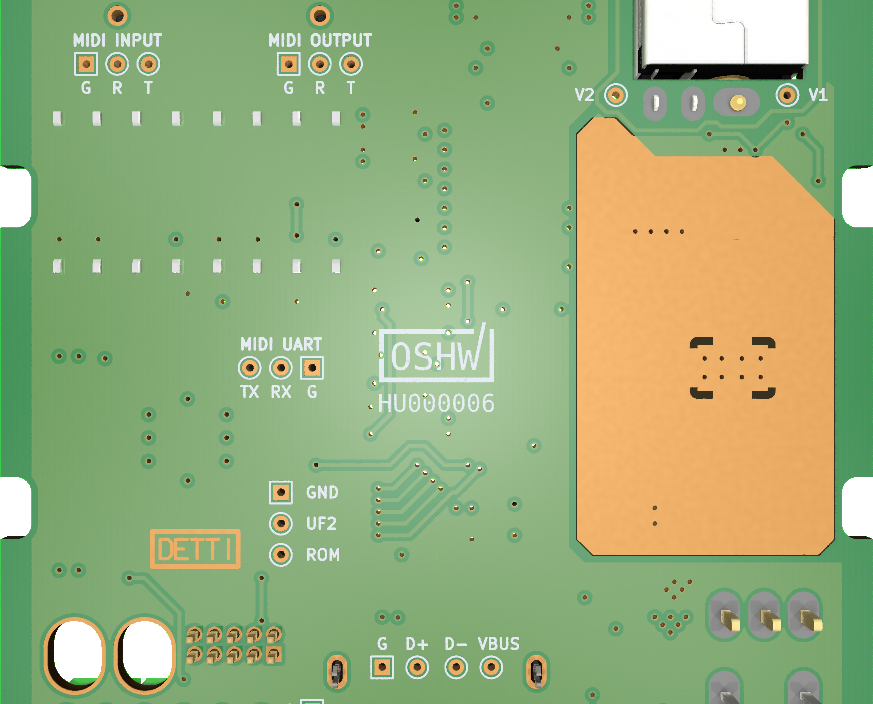 MIDI INPUT
G R T
MIDI OUTPUT
G R T
V2
V1
MIDI UART
TX RX G
OSHW
HU000006
GND
UF2
ROM
DETTI
G D+ D- VBUS